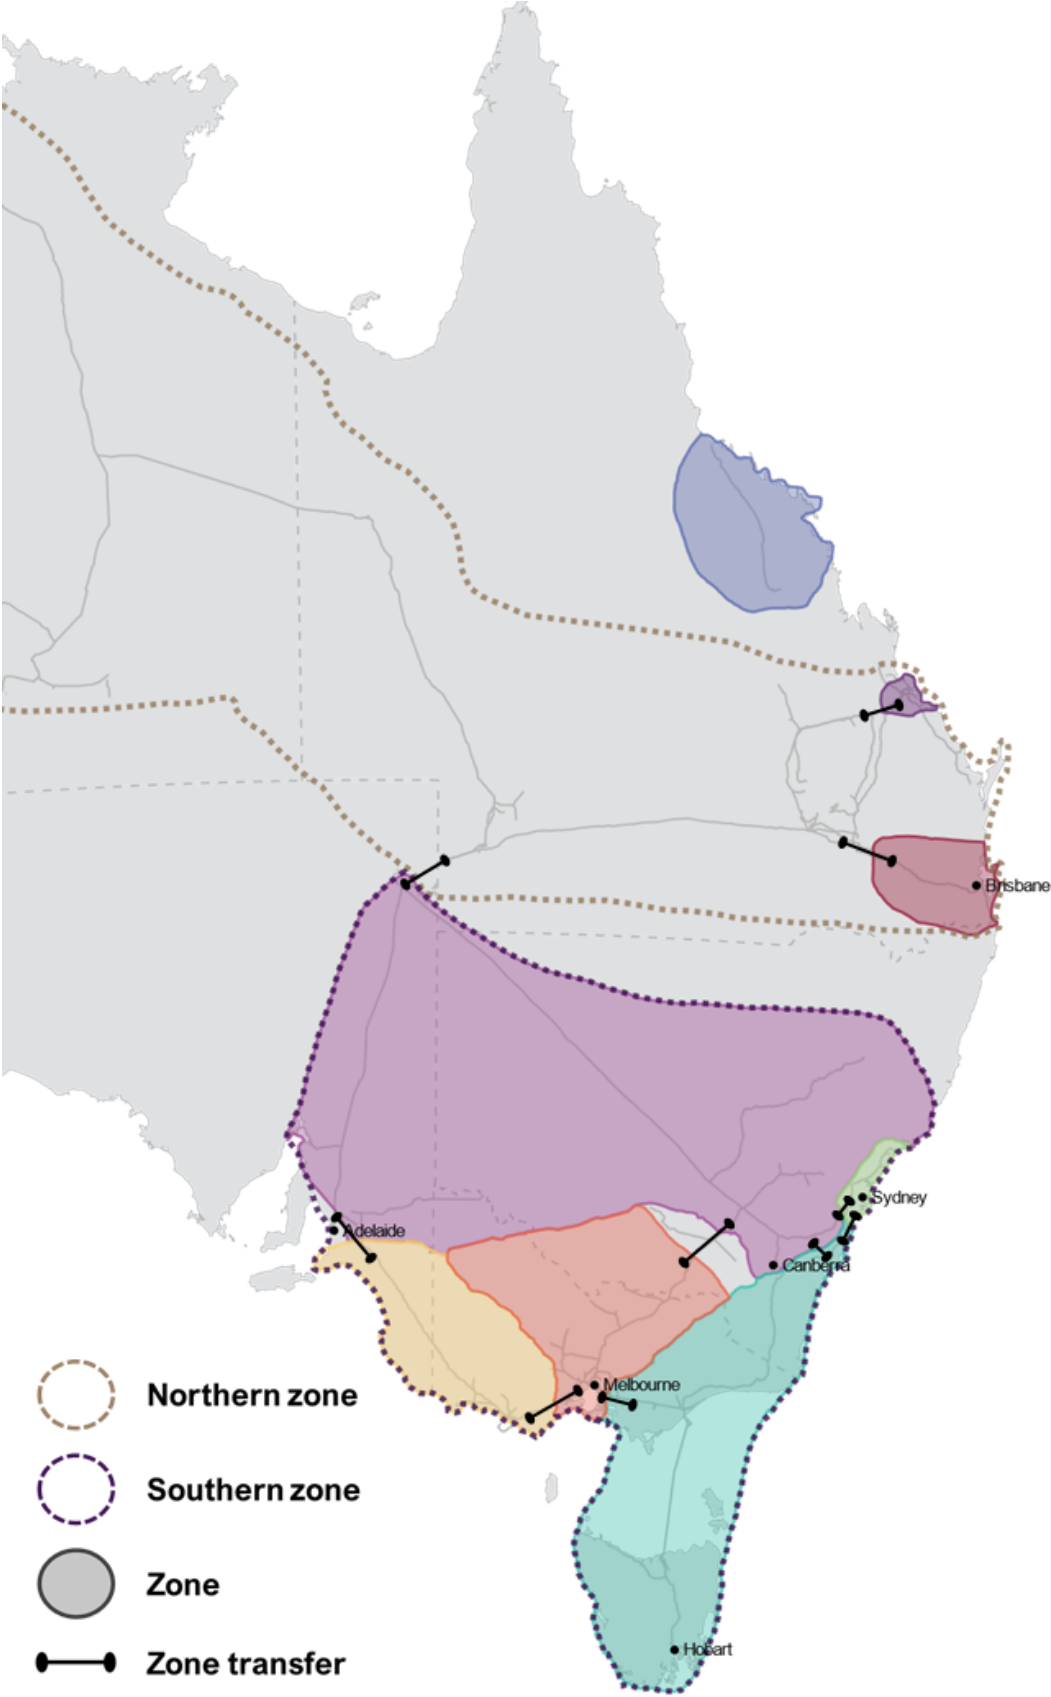 Brisbane
Sydney
Adelaide
Canberra
Melbourne
Northern zone
Southern zone
Zone
Hobart
Zone transfer